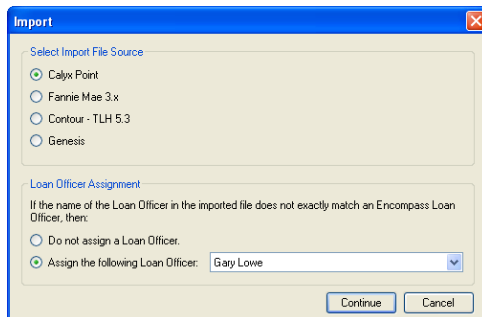 Import
Select Import File Source
Calyx Point
Fannie Mae 3.x
Contour - TLH 5.3
Genesis
Loan Officer Assignment
If the name of the Loan Officer in the imported file does not exactly match an Encompass Loan
Officer, then:
Do not assign a Loan Officer.
Assign the following Loan Officer: Gary Lowe
Continue Cancel